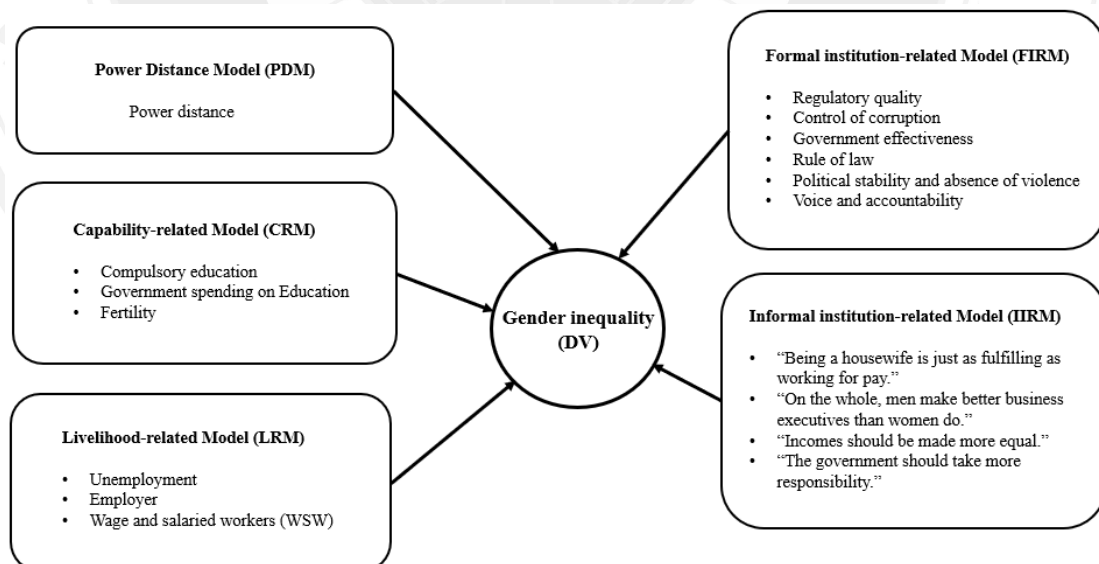 Power Distance Model (PDM)
Power distance
Capability-related Model (CRM)
• Compulsory education
• Government spending on Education
• Fertility
Livelihood-related Model (LRM)
• Unemployment
• Employer
• Wage and salaried workers (WSW)
Gender inequality
(DV)
Formal institution-related Model (FIRM)
• Regulatory quality
• Control of corruption
• Government effectiveness
• Rule of law
• Political stability and absence of violence
• Voice and accountability
Informal institution-related Model (IIRM)
• “Being a housewife is just as fulfilling as
working for pay.”
• “On the whole, men make better business
executives than women do.”
• “Incomes should be made more equal.”
• “The government should take more
responsibility.”